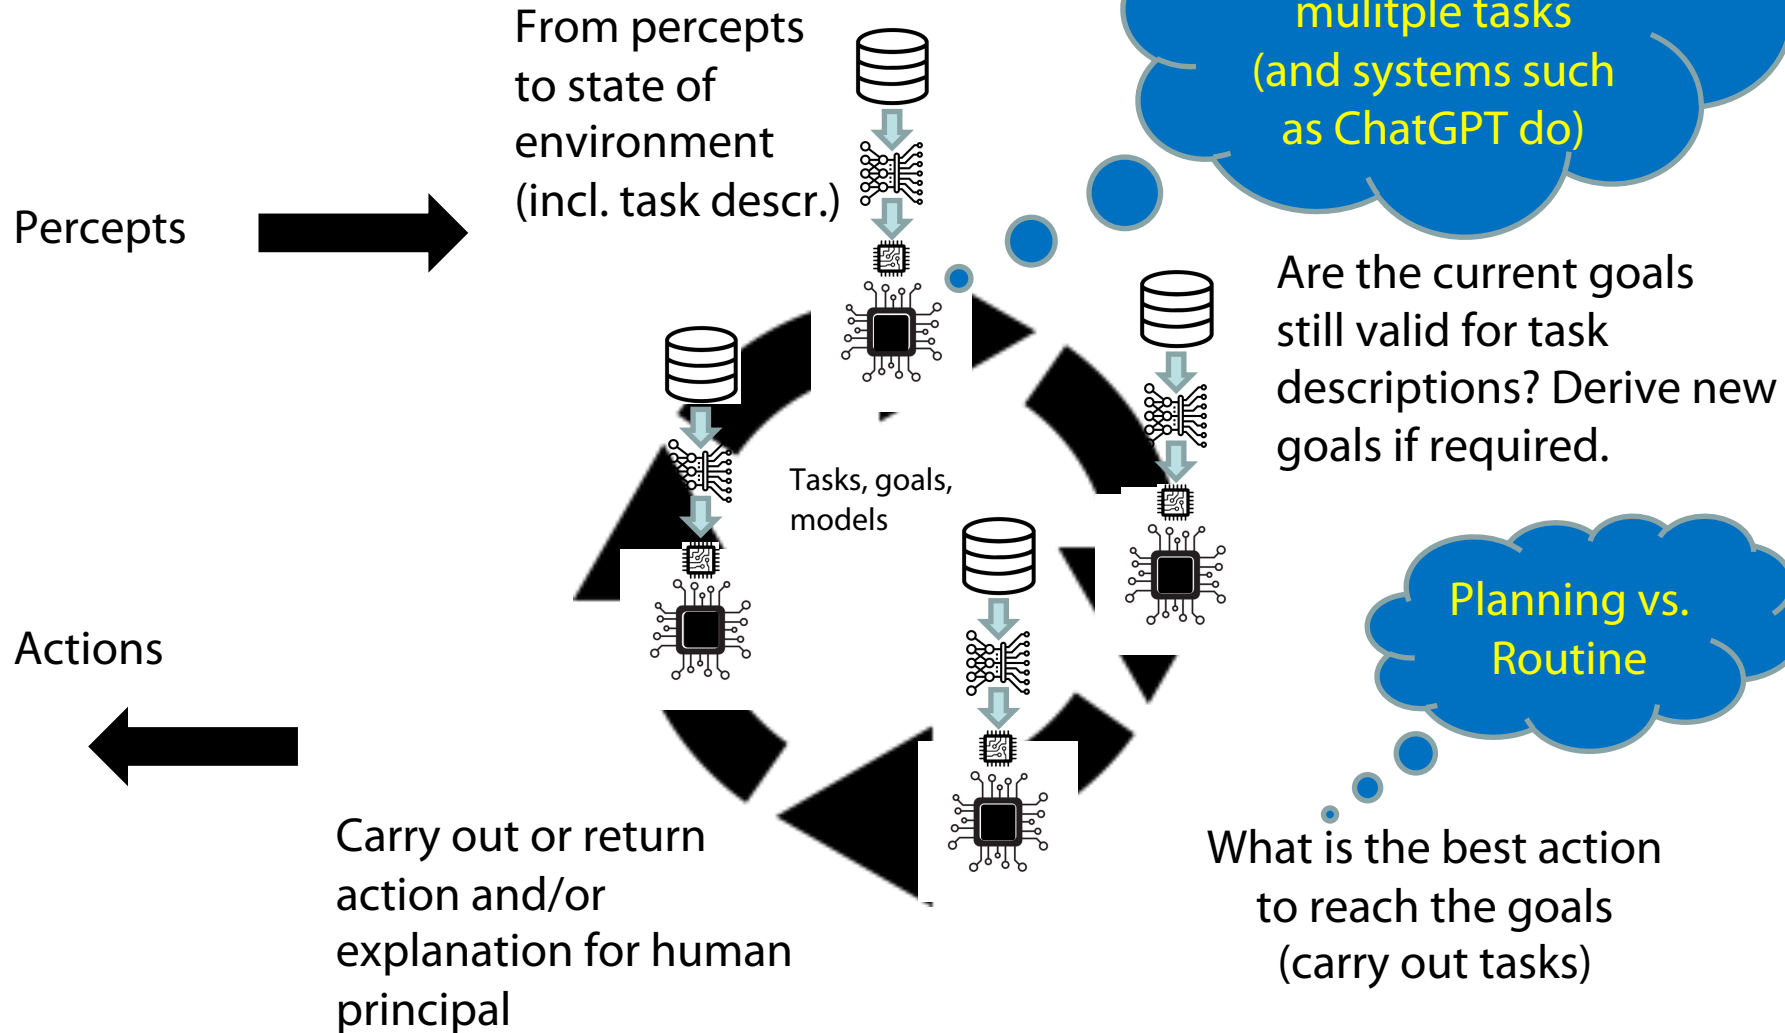 From percepts
to state of
environment
(incl. task descr.)
mulitple tasks
(and systems such
as ChatGPT do)
Percepts
Are the current goals
still valid for task
descriptions? Derive new
goals if required.
Tasks, goals,
models
Planning vs.
Routine
Actions
What is the best action
to reach the goals
(carry out tasks)
Carry out or return
action and/or
explanation for human
principal